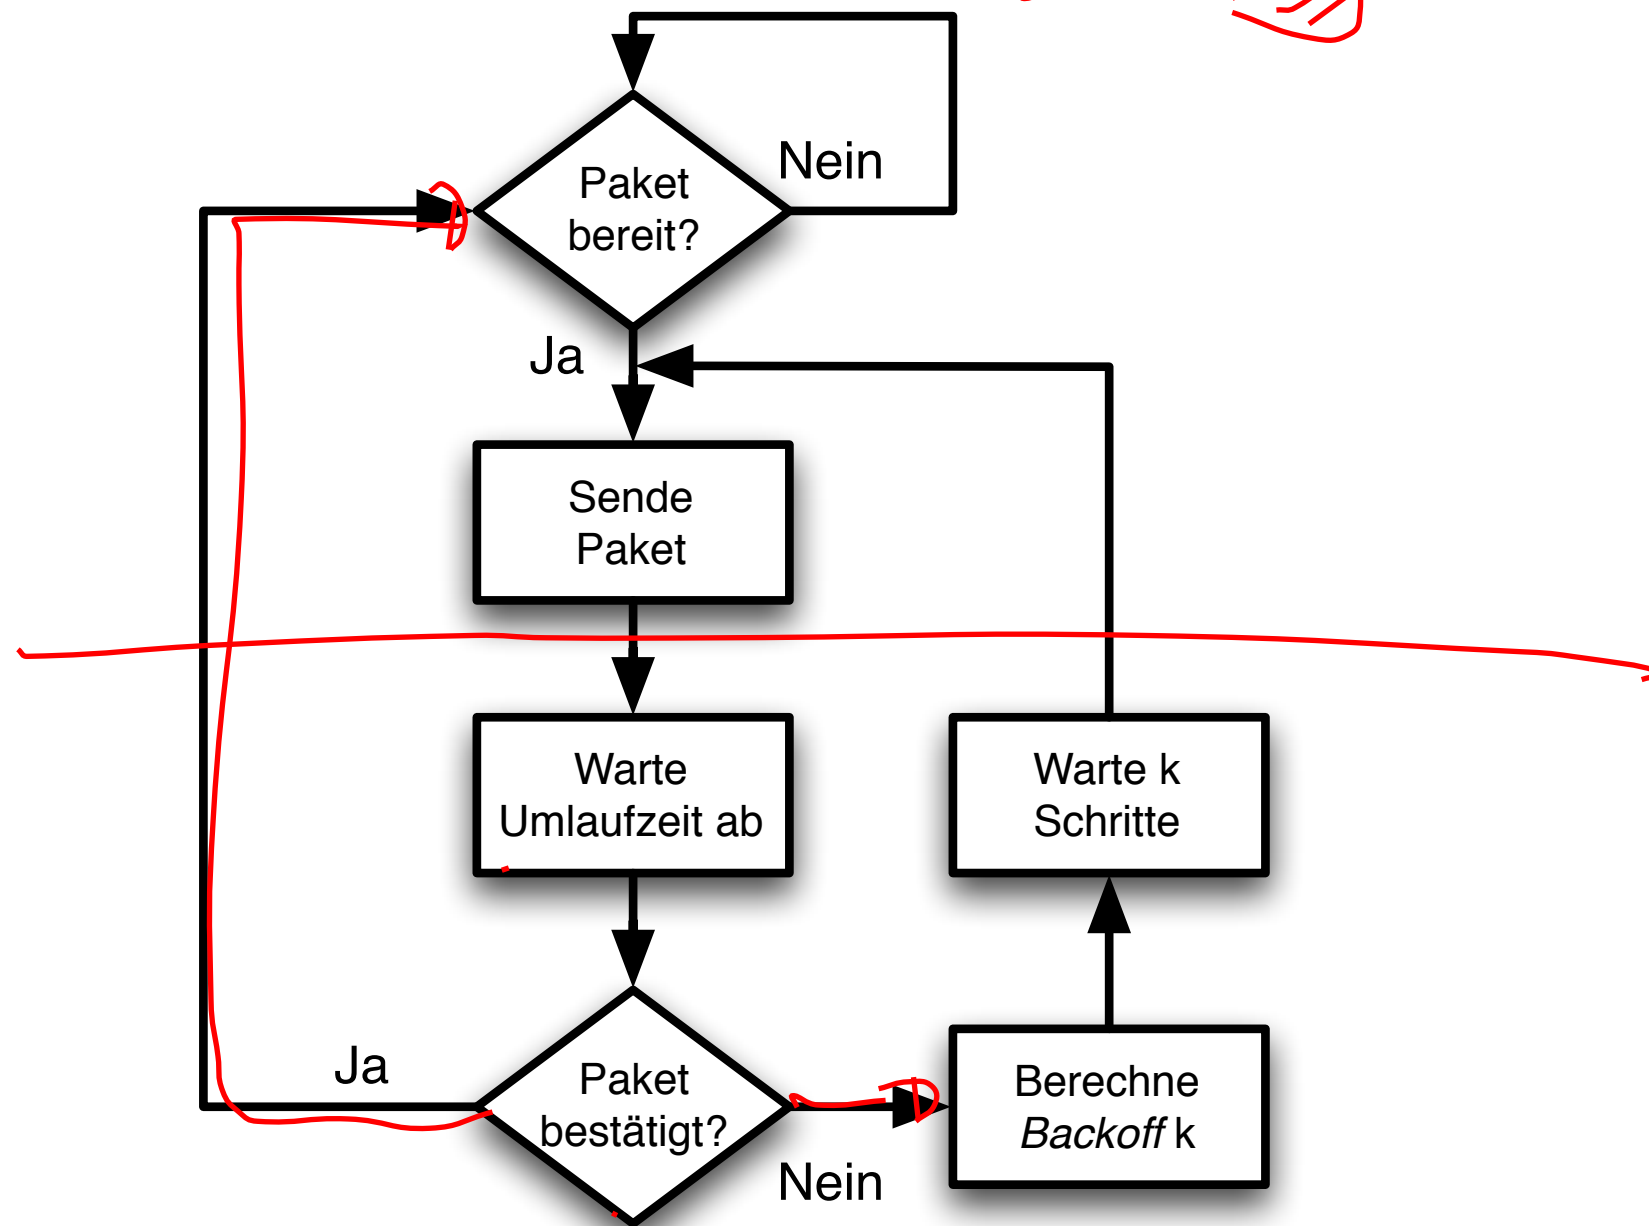 Paket
bereit?
Nein
Ja
Sende
Paket
Warte
Umlaufzeit ab
Warte k
Schritte
Ja
Paket
bestätigt?
Nein
Berechne
Backoff k